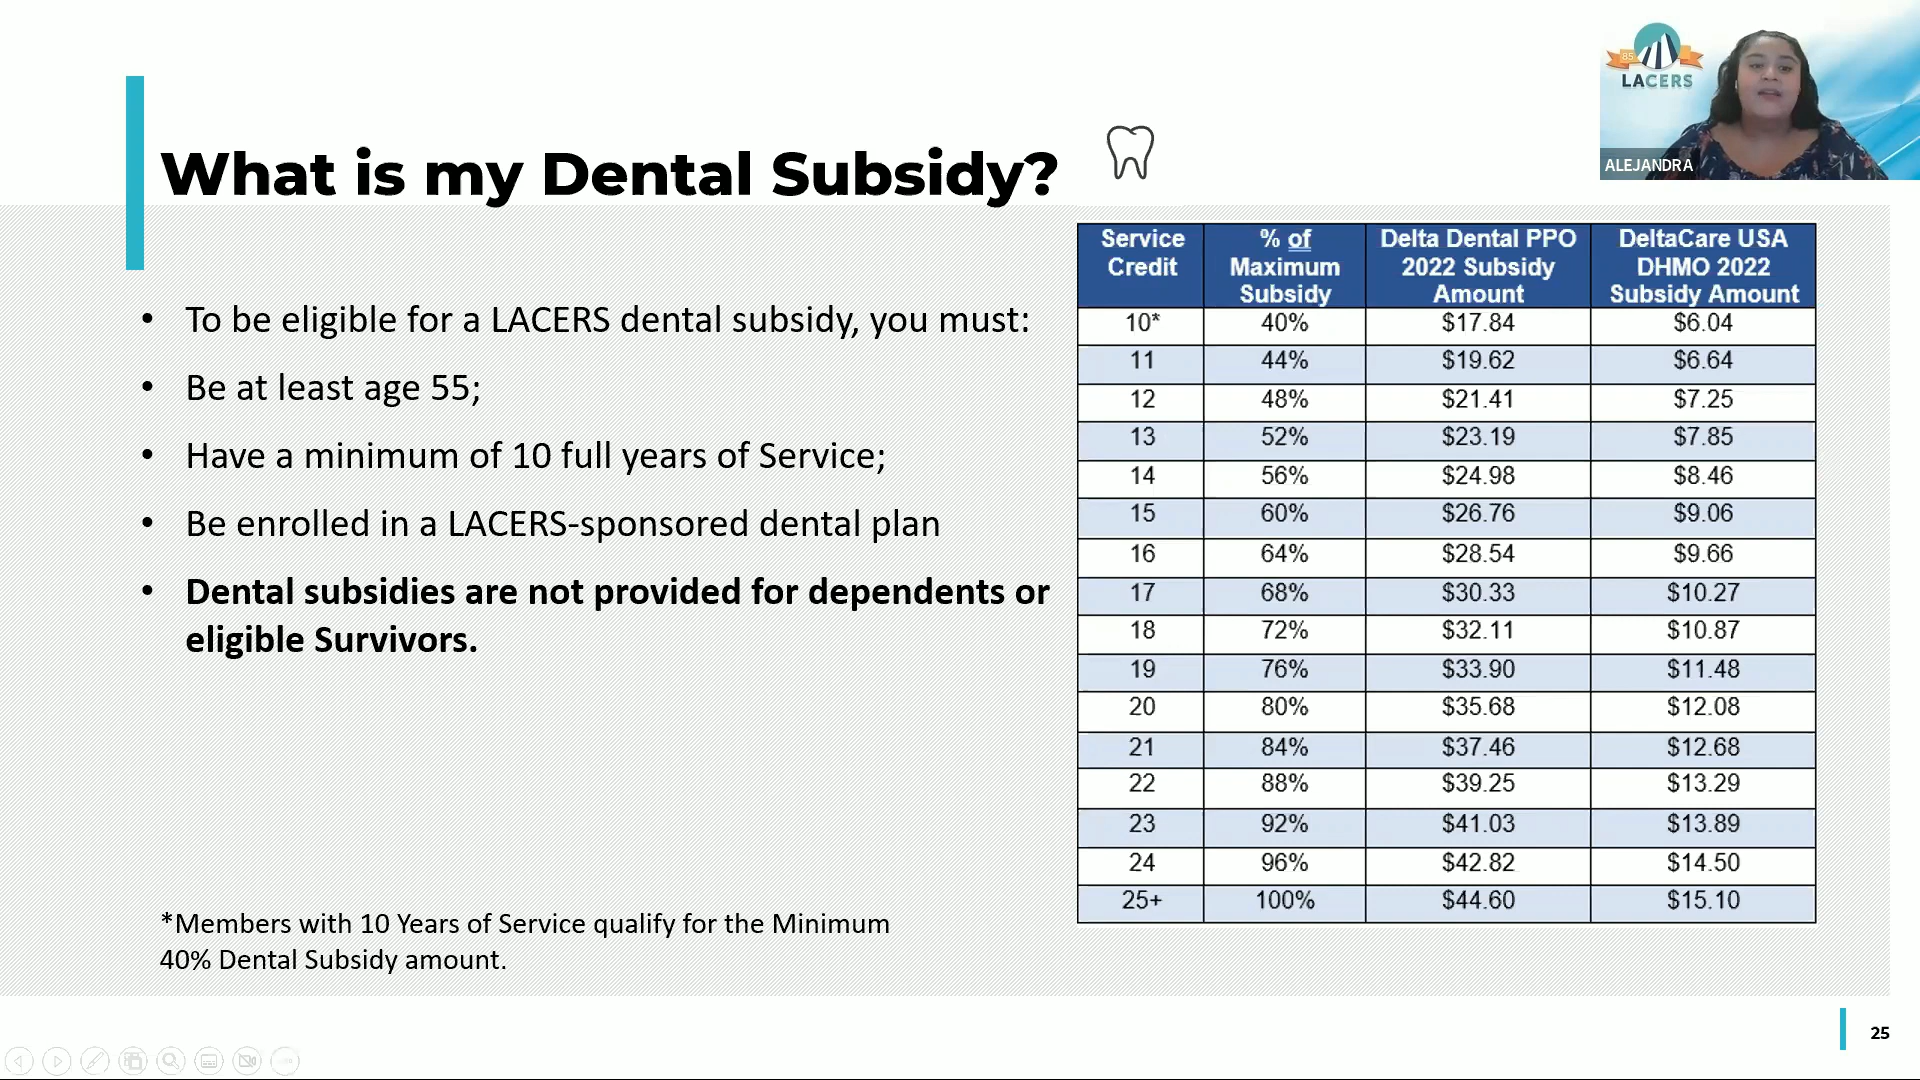 What is my Dental Subsidy?
85
LACERS
ALEJANDRA
• To be eligible for a LACERS dental subsidy, you must:
• Be at least age 55;
• Have a minimum of 10 full years of Service;
• Be enrolled in a LACERS-sponsored dental plan
• Dental subsidies are not provided for dependents or
eligible Survivors.
*Members with 10 Years of Service qualify for the Minimum
40% Dental Subsidy amount.
Service Credit % of Maximum Subsidy Delta Dental PPO 2022 Subsidy Amount DeltaCare USA DHMO 2022 Subsidy Amount
10* 40% $17.84 $6.04
11 44% $19.62 $6.64
12 48% $21.41 $7.25
13 52% $23.19 $7.85
14 56% $24.98 $8.46
15 60% $26.76 $9.06
16 64% $28.54 $9.66
17 68% $30.33 $10.27
18 72% $32.11 $10.87
19 76% $33.90 $11.48
20 80% $35.68 $12.08
21 84% $37.46 $12.68
22 88% $39.25 $13.29
23 92% $41.03 $13.89
24 96% $42.82 $14.50
25+ 100% $44.60 $15.10
25